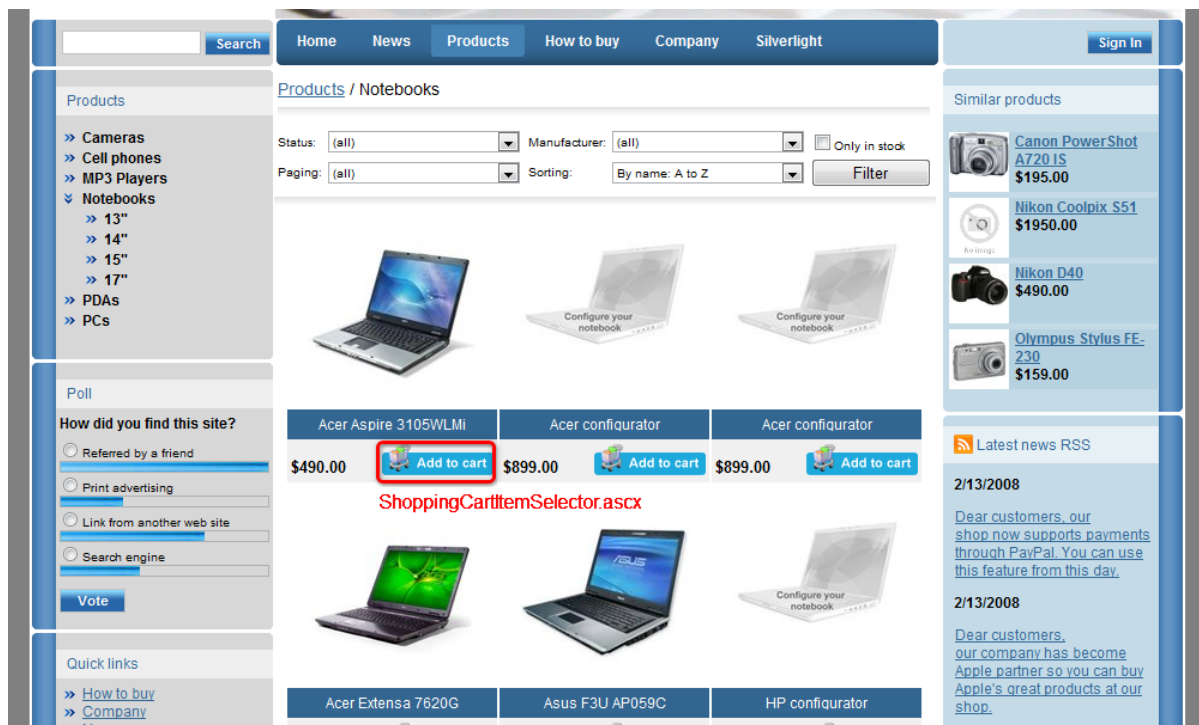 Search
Home
News
Products
How to buy
Company
Silverlight
Sign In
Products
Cameras
Cell phones
MP3 Players
Notebooks
13"
14"
15"
17"
PDAs
PCs
Poll
How did you find this site?
Referred by a friend
Print advertising
Link from another web site
Search engine
Vote
Quick links
How to buy
Company
Products / Notebooks
Status: (all)
Manufacturer: (all)
Only in stock
Paging: (all)
Sorting: By name: A to Z
Filter
Configure your
notebook
Configure your
notebook
Acer Aspire 3105WLMi
Acer configurator
Acer configurator
$490.00
Add to cart
$899.00
Add to cart
$899.00
Add to cart
ShoppingCartItemSelector.ascx
ASUS
Configure your
notebook
Acer Extensa 7620G
Asus F3U AP059C
HP configurator
Similar products
Canon PowerShot
A720 IS
$195.00
Nikon Coolpix S51
$1950.00
No image
Nikon D40
$490.00
Olympus Stylus FE-
230
$159.00
Latest news RSS
2/13/2008
Dear customers, our
shop now supports payments
through PayPal. You can use
this feature from this day.
2/13/2008
Dear customers,
our company has become
Apple partner so you can buy
Apple's great products at our
shop.